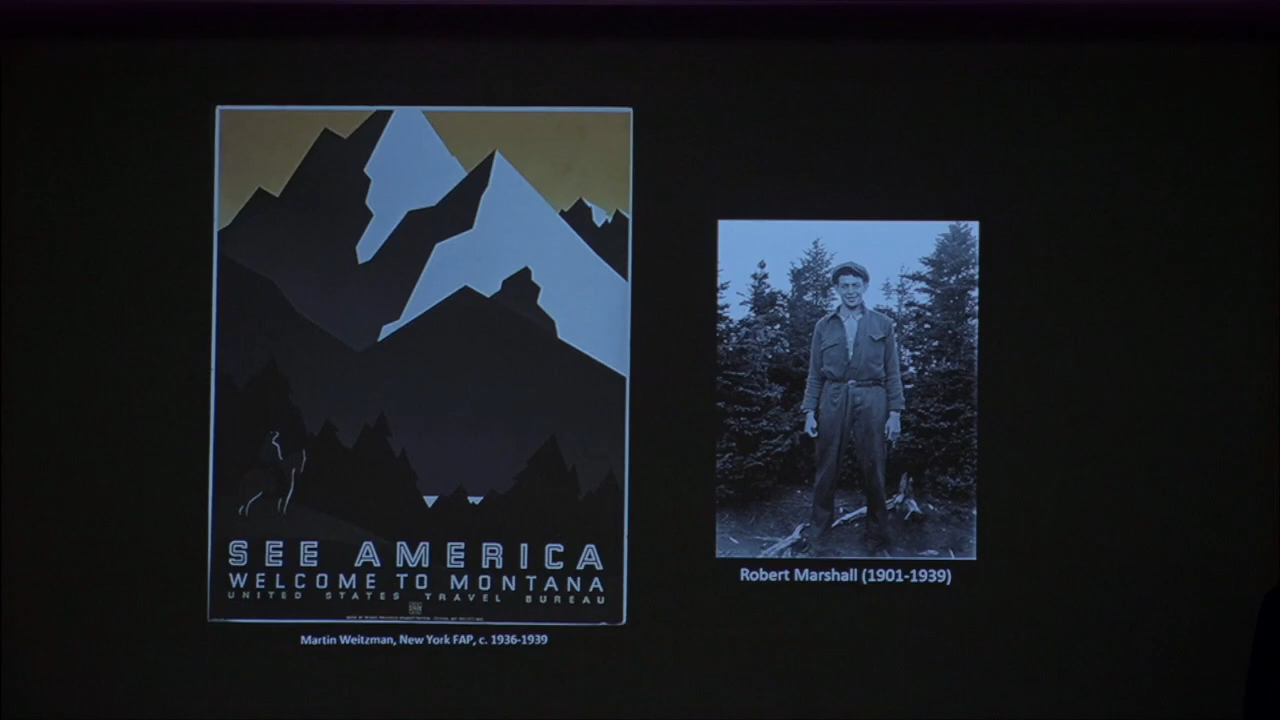 SEE AMERICA
WELCOME TO MONTANA
UNITED STATES TRAVEL BUREAU
Martin Weitzman, New York FAP, c. 1936-1939
Robert Marshall (1901-1939)